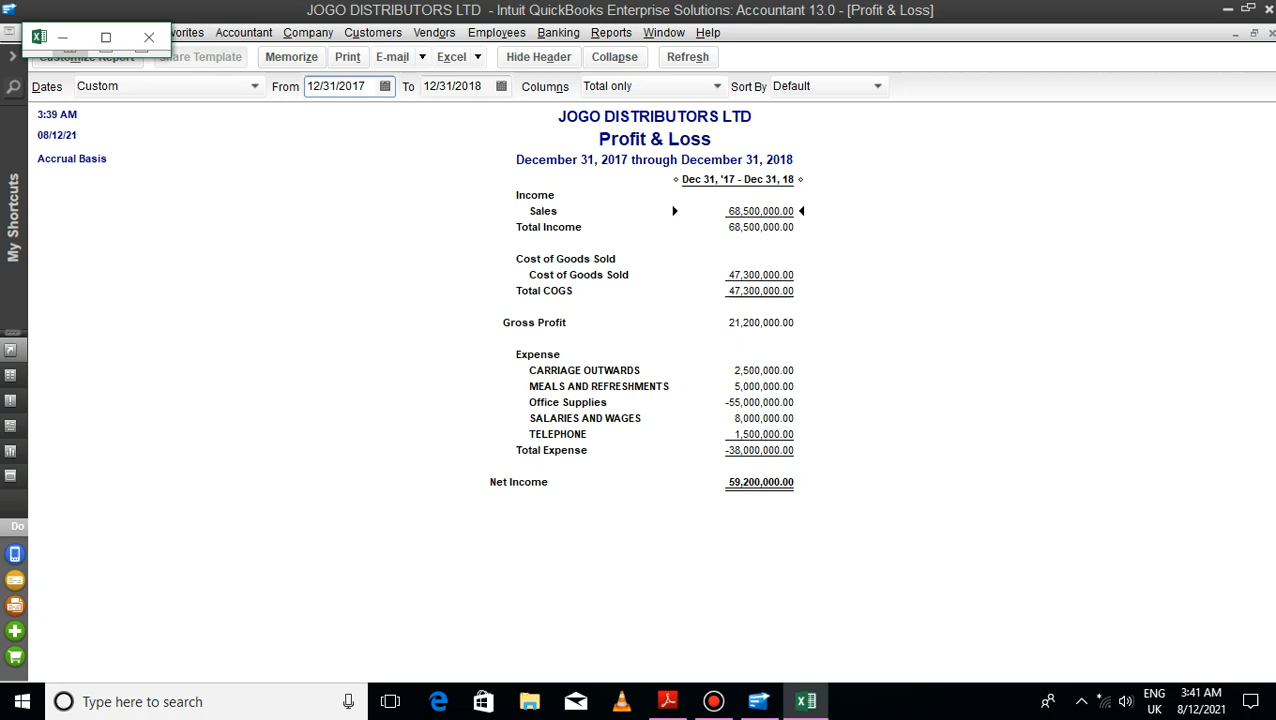 JOGO DISTRIBUTORS LTD - Intuit QuickBooks Enterprise Solutions: Accountant 13.0 - [Profit & Loss]
vorites Accountant Company Customers Vendors Employees Banking Reports Window Help
Customize Report Share Template Memorize Print E-mail Excel Hide Header Collapse Refresh
Dates Custom From 12/31/2017 To 12/31/2018 Columns Total only Sort By Default
3:39 AM
08/12/21
Accrual Basis
JOGO DISTRIBUTORS LTD
Profit & Loss
December 31, 2017 through December 31, 2018
Dec 31, '17 - Dec 31, 18
Income
Sales 68,500,000.00
Total Income 68,500,000.00
Cost of Goods Sold
Cost of Goods Sold 47,300,000.00
Total COGS 47,300,000.00
Gross Profit 21,200,000.00
Expense
CARRIAGE OUTWARDS 2,500,000.00
MEALS AND REFRESHMENTS 5,000,000.00
Office Supplies -55,000,000.00
SALARIES AND WAGES 8,000,000.00
TELEPHONE 1,500,000.00
Total Expense -38,000,000.00
Net Income 59,200,000.00
My Shortcuts
Do
Type here to search
ENG
UK
3:41 AM
8/12/2021